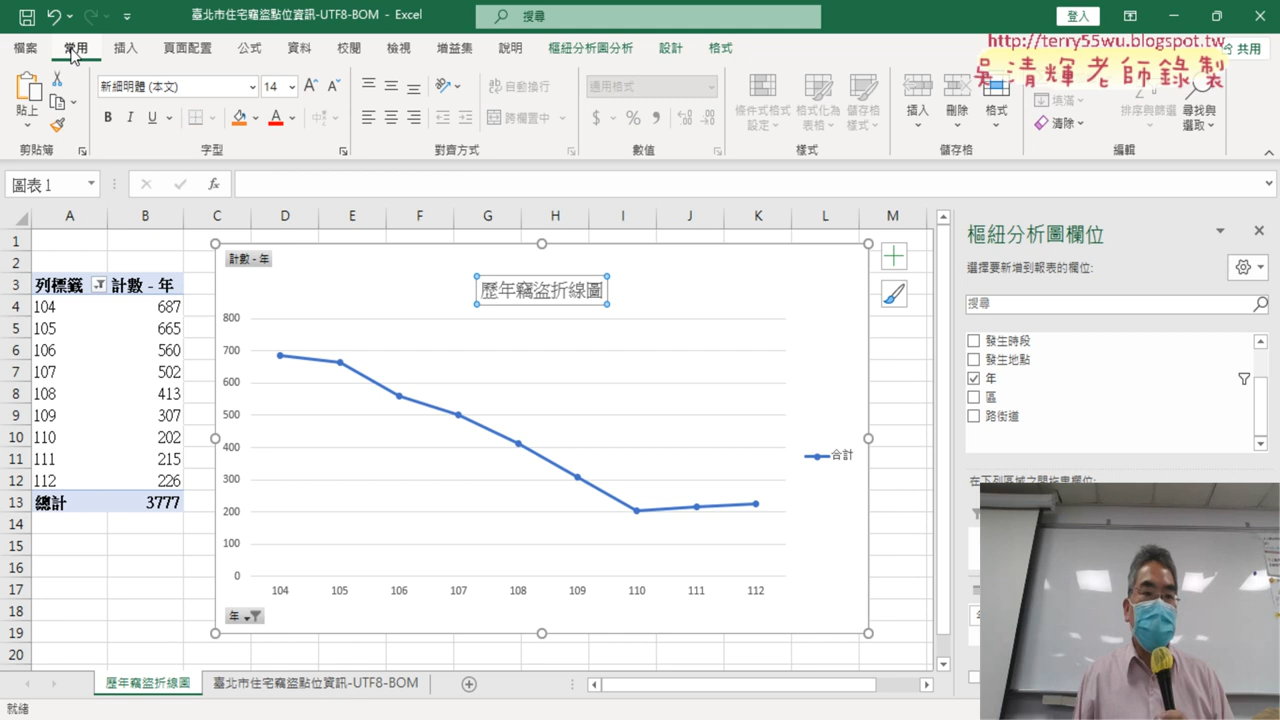 臺北市住宅竊盜點位資訊-UTF8-BOM - Excel
搜尋
登入
檔案 常用 插入 頁面配置 公式 資料 校閱 檢視 增益集 說明 樞紐分析圖分析 設計 格式
共用
http://terry55wu.blogspot.tw
吳清輝老師錄製
貼上
新細明體 (本文) 14
B I U
自動換行
跨欄置中
通用格式
$ % 9
條件式格式設定
格式化為表格
儲存格樣式
插入 刪除 格式
填滿
清除
排序與篩選
尋找與選取
剪貼簿 字型 對齊方式 數值 樣式 儲存格 編輯
圖表 1
fx
A B C D E F G H I J K L M
1
2
3 列標籤 計數 - 年
4 104 687
5 105 665
6 106 560
7 107 502
8 108 413
9 109 307
10 110 202
11 111 215
12 112 226
13 總計 3777
14
15
16
17
18
19
20
計數 - 年
歷年竊盜折線圖
800
700
600
500
400
300
200
100
0
104 105 106 107 108 109 110 111 112
合計
年
樞紐分析圖欄位
選擇要新增到報表的欄位:
搜尋
發生時段
發生地點
年
區
路街道
在下列區域之間拖曳欄位:
歷年竊盜折線圖 臺北市住宅竊盜點位資訊-UTF8-BOM
就緒